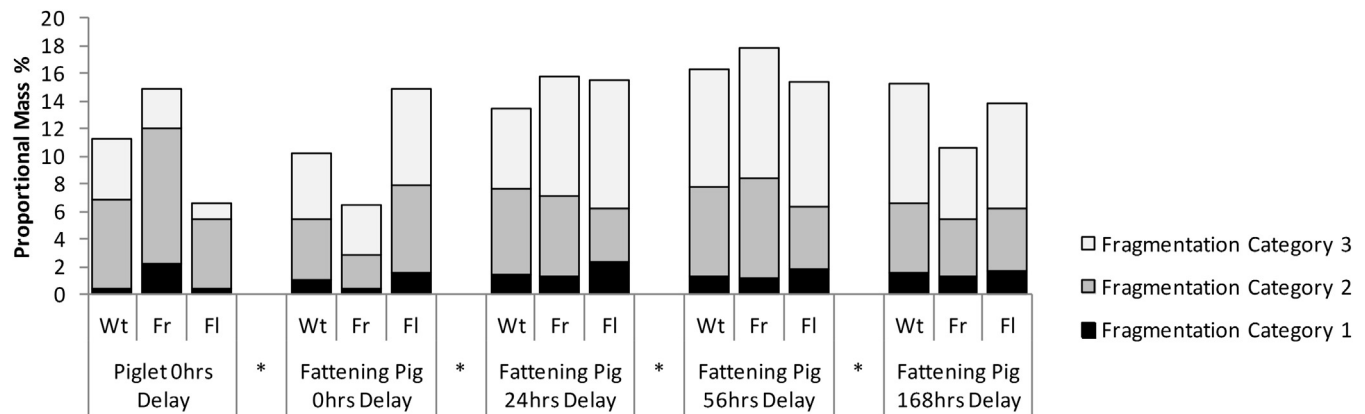 Proportional Mass %
20
18
16
14
12
10
8
6
4
2
0
Wt Fr Fl Wt Fr Fl Wt Fr Fl Wt Fr Fl Wt Fr Fl
Piglet 0hrs * Fattening Pig * Fattening Pig * Fattening Pig * Fattening Pig
Delay 0hrs Delay 24hrs Delay 56hrs Delay 168hrs Delay
Fragmentation Category 3
Fragmentation Category 2
Fragmentation Category 1